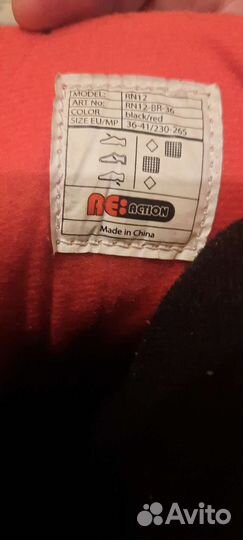 MODEL: RN12
ART No: RN12-BR-36
COLOR black/red
SIZE EU/MP 36-41/230-265
RE:ACTION
Made in China
Avito